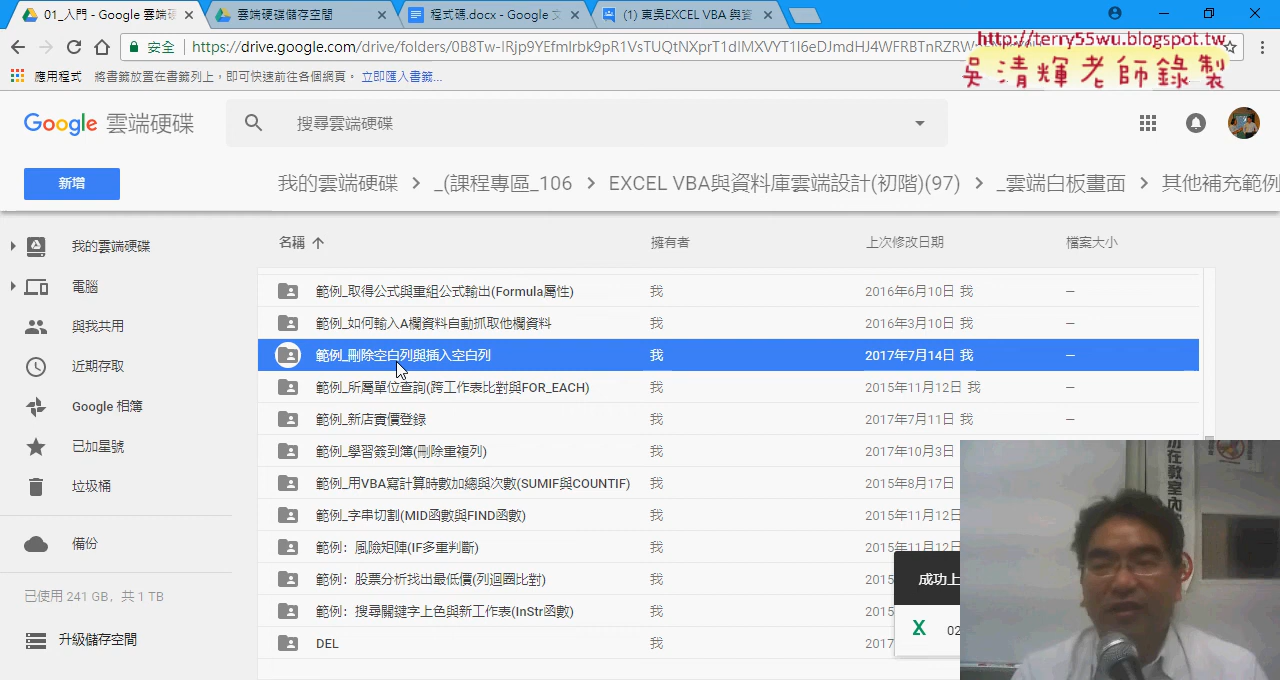 01_入門 - Google 雲端硬
雲端硬碟儲存空間
程式碼.docx - Google 文
(1) 東吳EXCEL VBA 與資
安全
https://drive.google.com/drive/folders/0B8Tw-IRjp9YEfmlrbk9pR1VsTUQtNXprT1dlMXVYT1l6eDJmdHJ4WFRBTnRZRW
http://terry55wu.blogspot.tw
吳清輝老師錄製
應用程式 將書籤放置在書籤列上，即可快速前往各個網頁。 立即匯入書籤...
Google 雲端硬碟
搜尋雲端硬碟
新增
我的雲端硬碟 > _(課程專區_106 > EXCEL VBA與資料庫雲端設計(初階)(97) > _雲端白板畫面 > 其他補充範例
我的雲端硬碟
電腦
與我共用
近期存取
Google 相簿
已加星號
垃圾桶
備份
已使用 241 GB，共 1 TB
升級儲存空間
名稱 擁有者 上次修改日期 檔案大小
範例_取得公式與重組公式輸出(Formula屬性) 我 2016年6月10日 我 –
範例_如何輸入A欄資料自動抓取他欄資料 我 2016年3月10日 我 –
範例_刪除空白列與插入空白列 我 2017年7月14日 我 –
範例_所屬單位查詢(跨工作表比對與FOR_EACH) 我 2015年11月12日 我 –
範例_新店實價登錄 我 2017年7月11日 我 –
範例_學習簽到簿(刪除重複列) 我 2017年10月3日
範例_用VBA寫計算時數加總與次數(SUMIF與COUNTIF) 我 2015年8月17日
範例_字串切割(MID函數與FIND函數) 我 2015年11月12日
範例：風險矩陣(IF多重判斷) 我 2015年11月12日
範例：股票分析找出最低價(列迴圈比對) 我 2015
範例：搜尋關鍵字上色與新工作表(InStr函數) 我 2015
DEL 我 2017
成功上
02